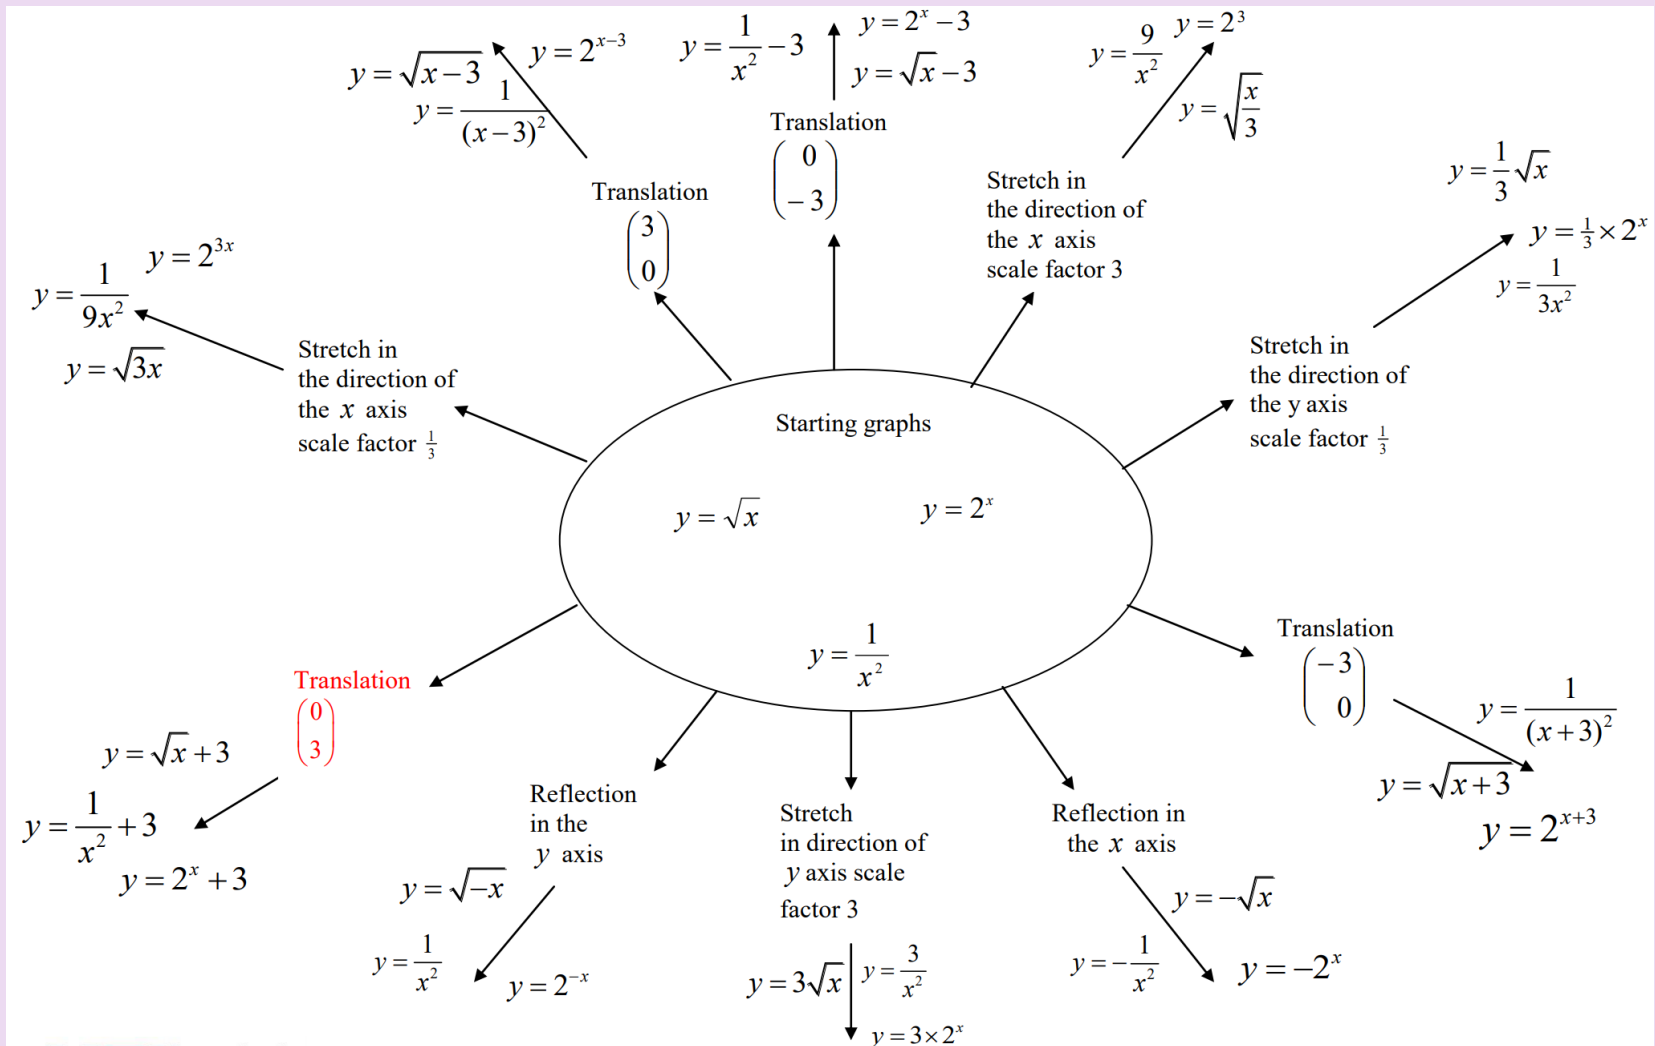 Starting graphs
y = √x
y = 2^x
y = 1/x^2
Translation
(3
0)
y = √(x−3)
y = 2^(x−3)
y = 1/(x−3)^2
Translation
(0
−3)
y = 1/x^2 −3
y = 2^x −3
y = √x −3
Stretch in
the direction of
the x axis
scale factor 3
y = 9/x^2
y = 2^3
y = √(x/3)
Stretch in
the direction of
the y axis
scale factor 1/3
y = 1/3 √x
y = 1/3 × 2^x
y = 1/3x^2
Translation
(−3
0)
y = 1/(x+3)^2
y = √(x+3)
y = 2^(x+3)
Reflection in
the x axis
y = −√x
y = −1/x^2
y = −2^x
Stretch
in direction of
y axis scale
factor 3
y = 3√x
y = 3/x^2
y = 3×2^x
Reflection
in the
y axis
y = √−x
y = 1/x^2
y = 2^−x
Translation
(0
3)
y = √x +3
y = 1/x^2 +3
y = 2^x +3
Stretch in
the direction of
the x axis
scale factor 1/3
y = 2^3x
y = 1/9x^2
y = √3x